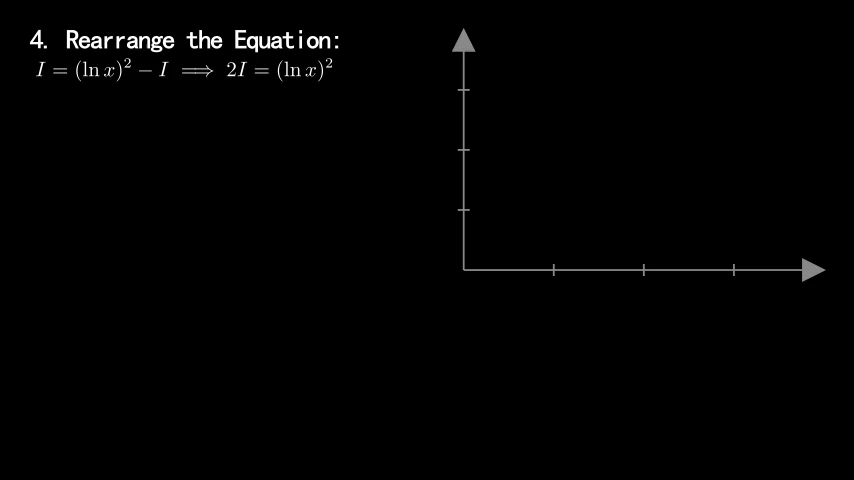 4. Rearrange the Equation:
I = (ln x)² − I ⟹ 2I = (ln x)²